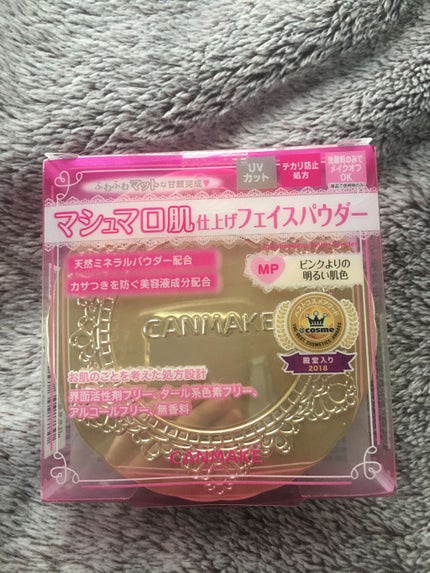 ふわふわマットな甘顔完成♥
UV
カット
テカリ防止
処方
洗顔料のみで
メイクオフ
OK
マシュマロ肌仕上げフェイスパウダー
天然ミネラルパウダー配合
カサつきを防ぐ美容液成分配合
MP
ピンクよりの
明るい肌色
CANMAKE
@cosme
THE BEST COSMETICS AWARDS
殿堂入り
2018
お肌のことを考えた処方設計
界面活性剤フリー、タール系色素フリー、
アルコールフリー、無香料
CANMAKE